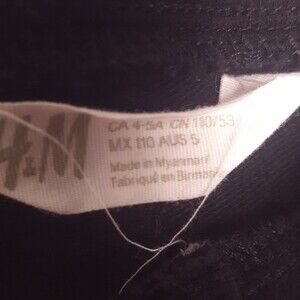 H&M
CA 4-5A CN 110/53
MX 110 AUS 5
Made in Myanmar/
Fabriqué en Birmanie